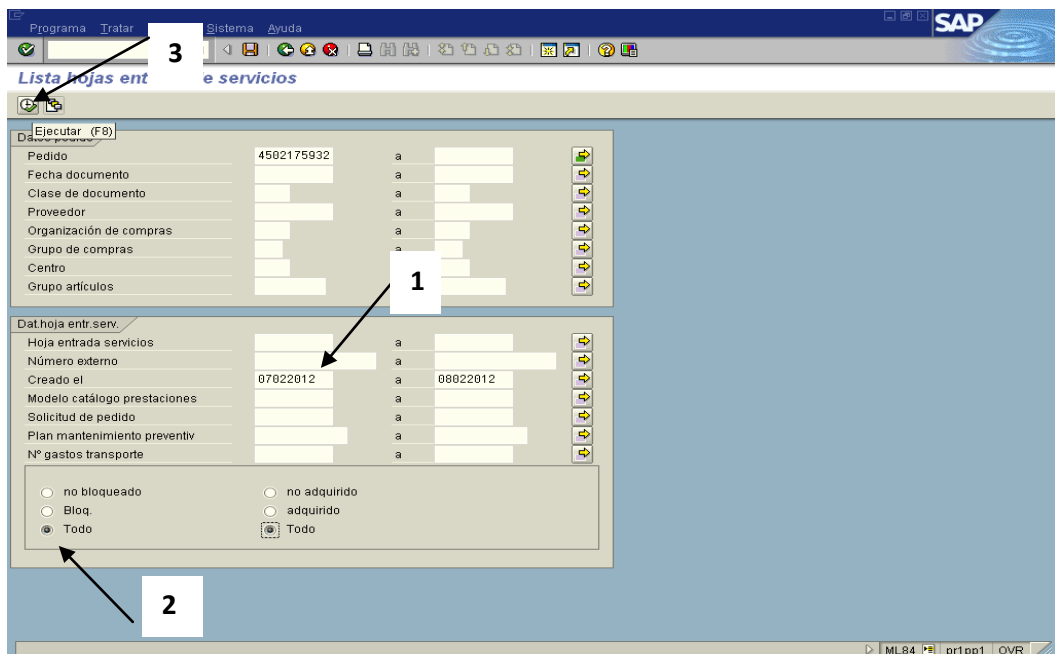 Programa Tratar Sistema Ayuda
SAP
3
Lista hojas ent e servicios
Ejecutar (F8)
Pedido 4502175932 a
Fecha documento a
Clase de documento a
Proveedor a
Organización de compras a
Grupo de compras a
Centro
1
Grupo artículos
Dat.hoja entr.serv.
Hoja entrada servicios a
Número externo a
Creado el 07022012 a 08022012
Modelo catálogo prestaciones a
Solicitud de pedido a
Plan mantenimiento preventiv a
Nº gastos transporte a
no bloqueado no adquirido
Bloq. adquirido
Todo Todo
2
ML84 pr1pp1 OVR